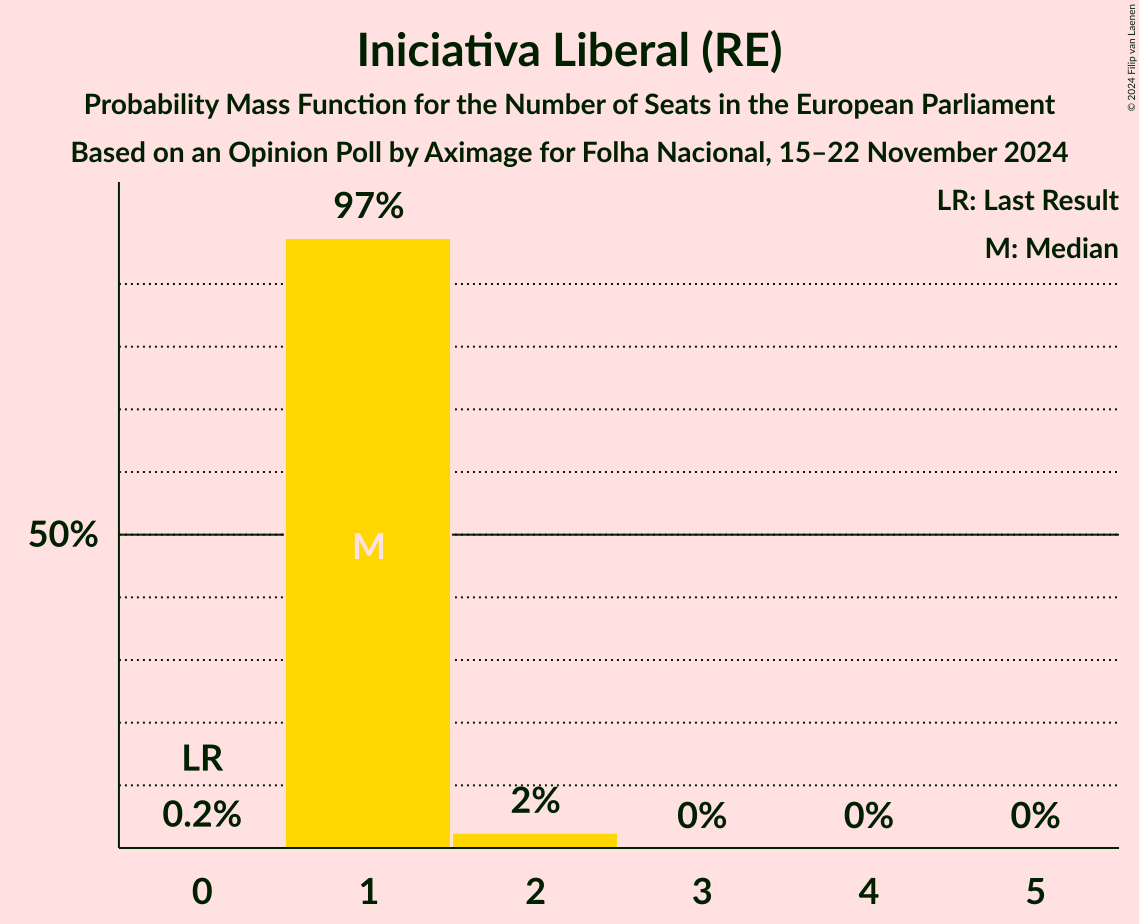 Iniciativa Liberal (RE)
Probability Mass Function for the Number of Seats in the European Parliament
Based on an Opinion Poll by Aximage for Folha Nacional, 15–22 November 2024
© 2024 Filip van Laenen
LR: Last Result
M: Median
97%
50%
M
LR
0.2%
2%
0%
0%
0%
0 1 2 3 4 5